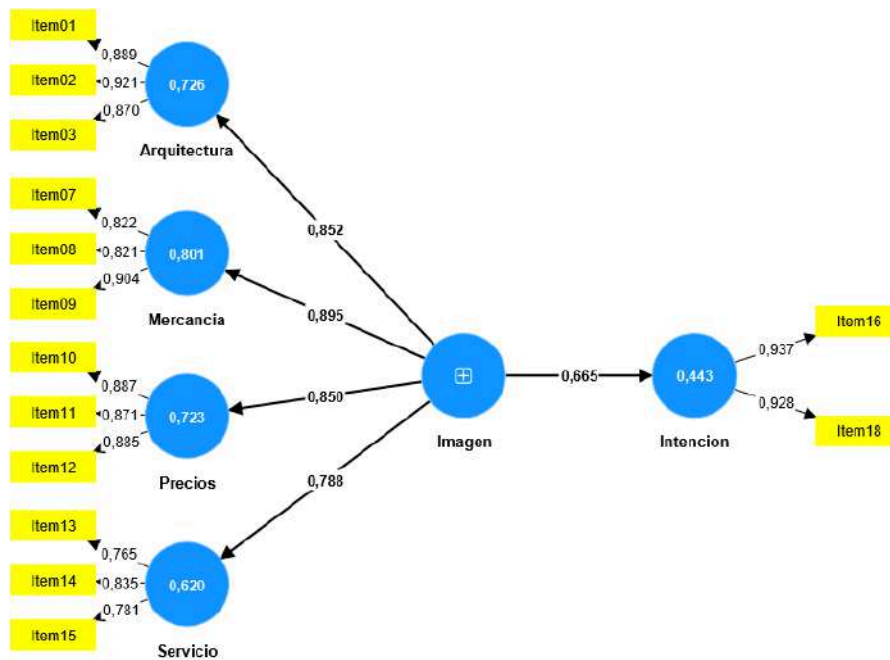 Item01
0,889
Item02
0,921
0,726
0,870
Item03
Arquitectura
Item07
0,822
Item08
0,821
0,801
0,904
Item09
Mercancia
Item10
0,887
Item11
0,871
0,723
0,885
Item12
Precios
Item13
0,765
Item14
0,835
0,620
0,781
Item15
Servicio
0,852
0,895
0,850
0,788
Imagen
0,665
0,443
Intencion
0,937
Item16
0,928
Item18